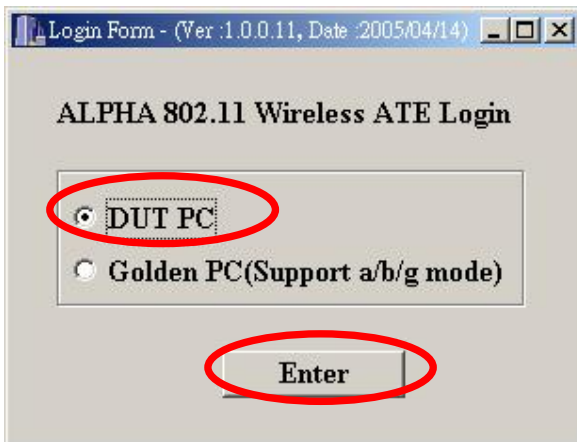 Login Form - (Ver :1.0.0.11, Date :2005/04/14)
ALPHA 802.11 Wireless ATE Login
DUT PC
Golden PC(Support a/b/g mode)
Enter